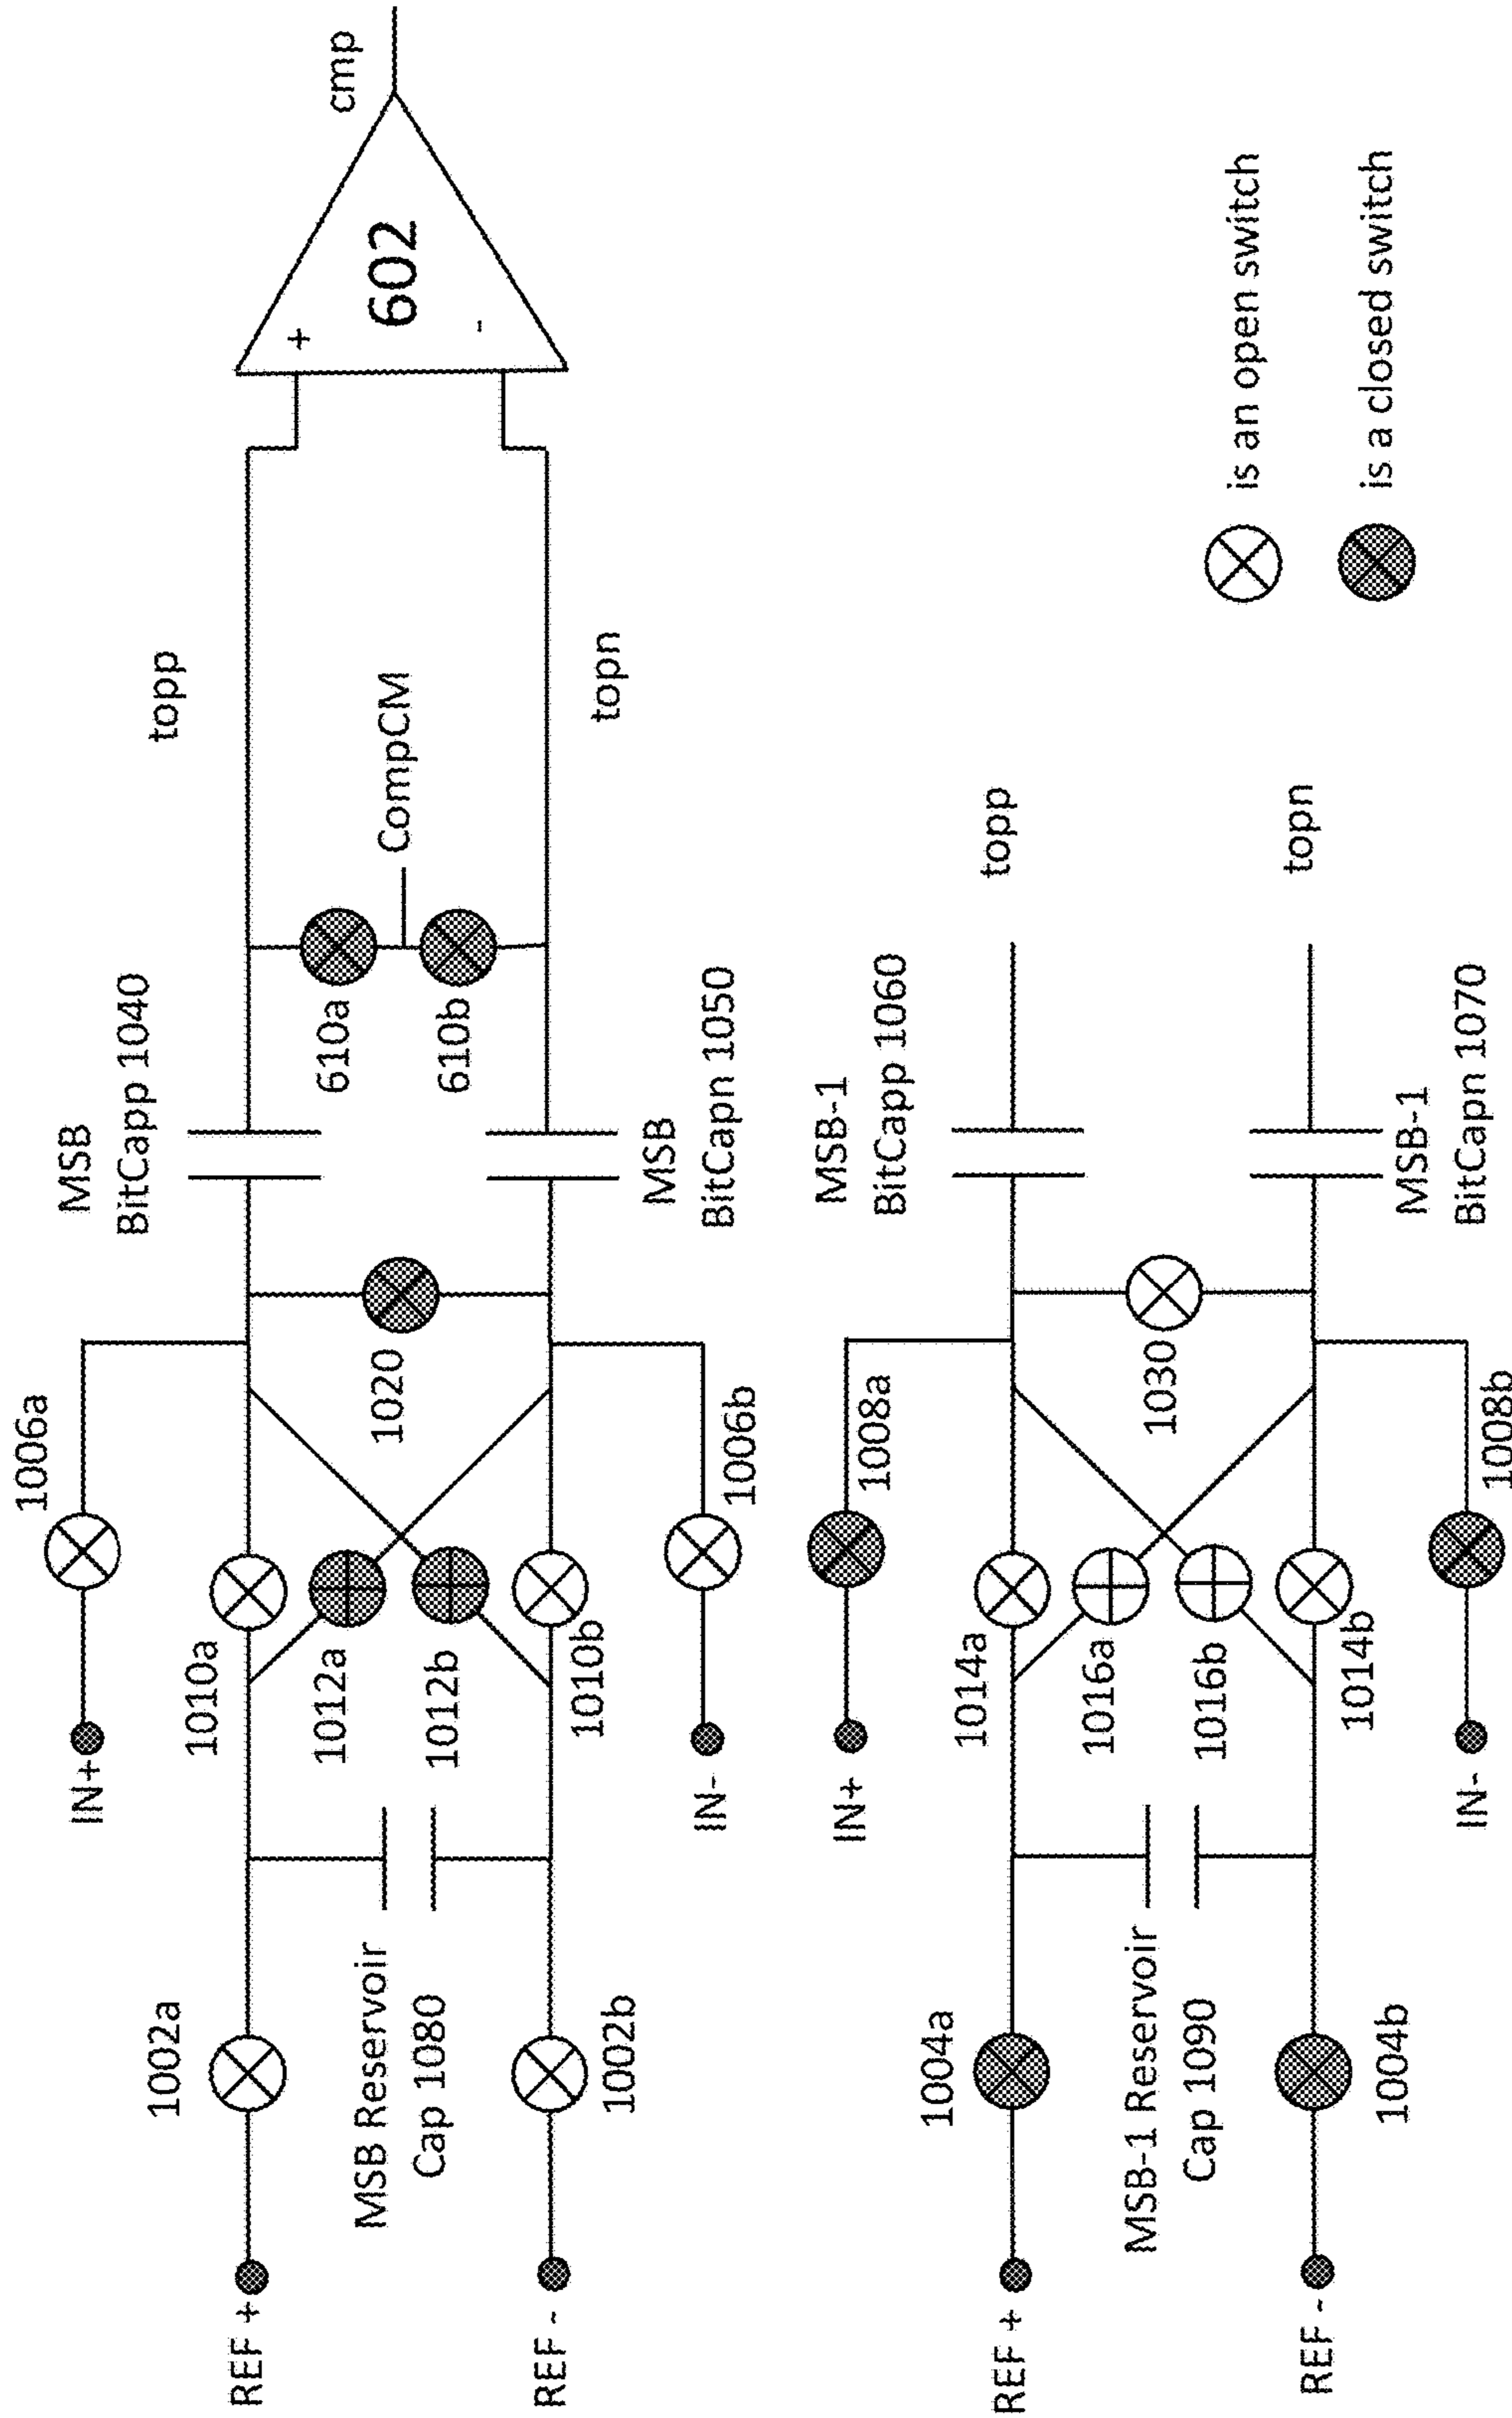 1006a
IN+
MSB
BitCapp 1040
topp
cmp
1002a
1010a
REF +
MSB Reservoir
Cap 1080
1012a
1012b
1020
610a
610b
CompCM
+
602
-
REF -
1002b
1010b
topn
IN-
1006b
MSB
BitCapn 1050
IN+
1008a
MSB-1
BitCapp 1060
1004a
1014a
topp
REF +
MSB-1 Reservoir
Cap 1090
1016a
1016b
1030
REF -
1004b
1014b
topn
IN-
1008b
MSB-1
BitCapn 1070
is an open switch
is a closed switch